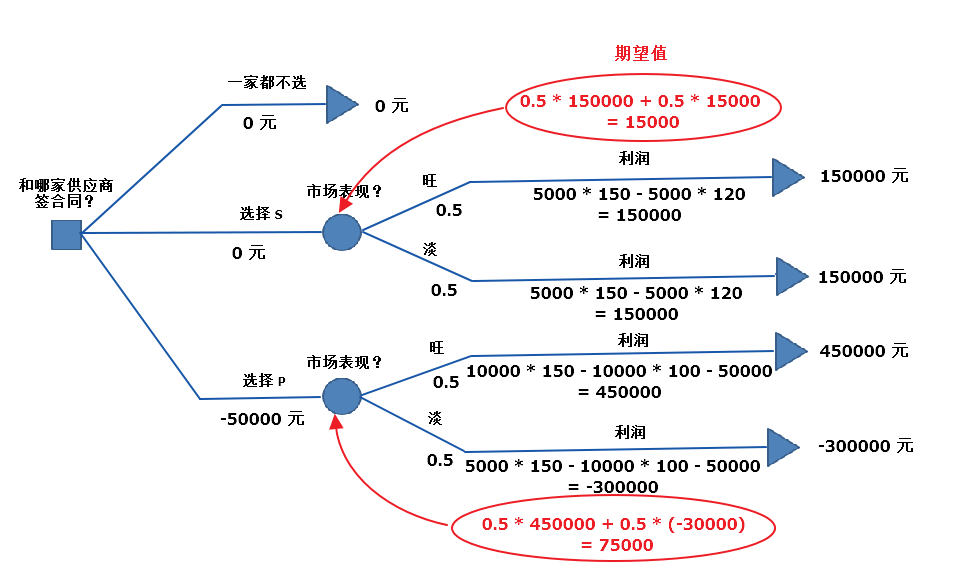 期望值
0.5 * 150000 + 0.5 * 15000
= 15000
一家都不选
0 元
0 元
和哪家供应商
签合同?
选择 S
0 元
市场表现?
旺
0.5
利润
5000 * 150 - 5000 * 120
= 150000
150000 元
淡
0.5
利润
5000 * 150 - 5000 * 120
= 150000
150000 元
选择 P
-50000 元
市场表现?
旺
0.5
利润
10000 * 150 - 10000 * 100 - 50000
= 450000
450000 元
淡
0.5
利润
5000 * 150 - 10000 * 100 - 50000
= -300000
-300000 元
0.5 * 450000 + 0.5 * (-30000)
= 75000